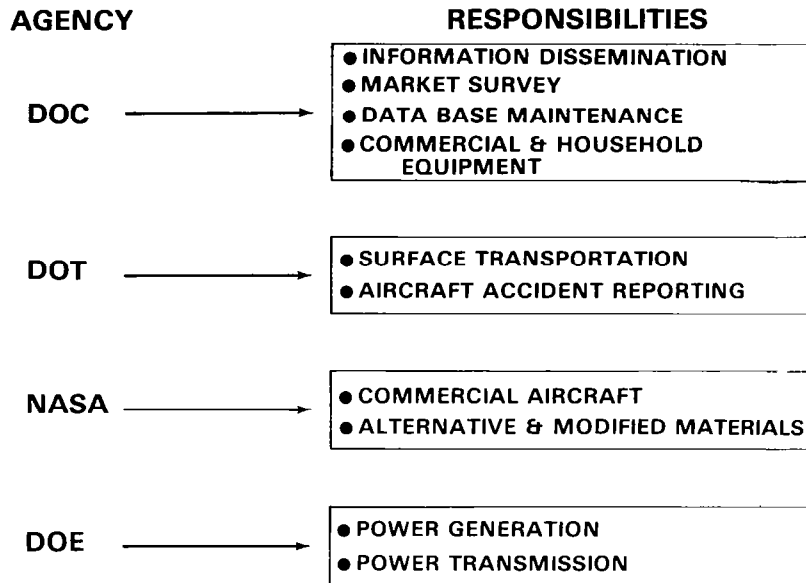 AGENCY RESPONSIBILITIES
DOC
● INFORMATION DISSEMINATION
● MARKET SURVEY
● DATA BASE MAINTENANCE
● COMMERCIAL & HOUSEHOLD
EQUIPMENT
DOT
● SURFACE TRANSPORTATION
● AIRCRAFT ACCIDENT REPORTING
NASA
● COMMERCIAL AIRCRAFT
● ALTERNATIVE & MODIFIED MATERIALS
DOE
● POWER GENERATION
● POWER TRANSMISSION